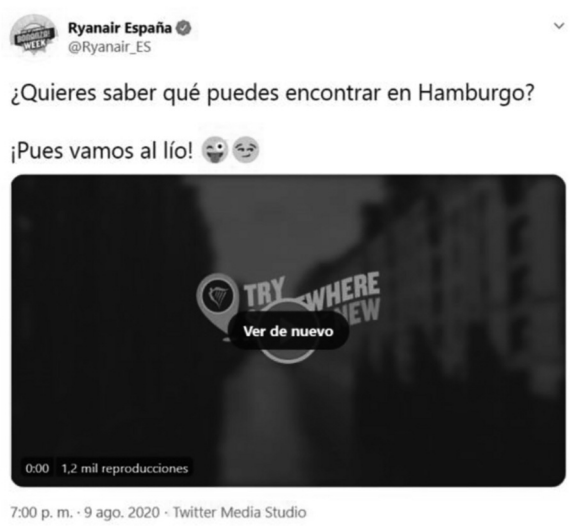 Ryanair España
@Ryanair_ES
¿Quieres saber qué puedes encontrar en Hamburgo?
¡Pues vamos al lío! 😜😏
TRY
WHERE
NEW
Ver de nuevo
0:00 1,2 mil reproducciones
7:00 p. m. · 9 ago. 2020 · Twitter Media Studio